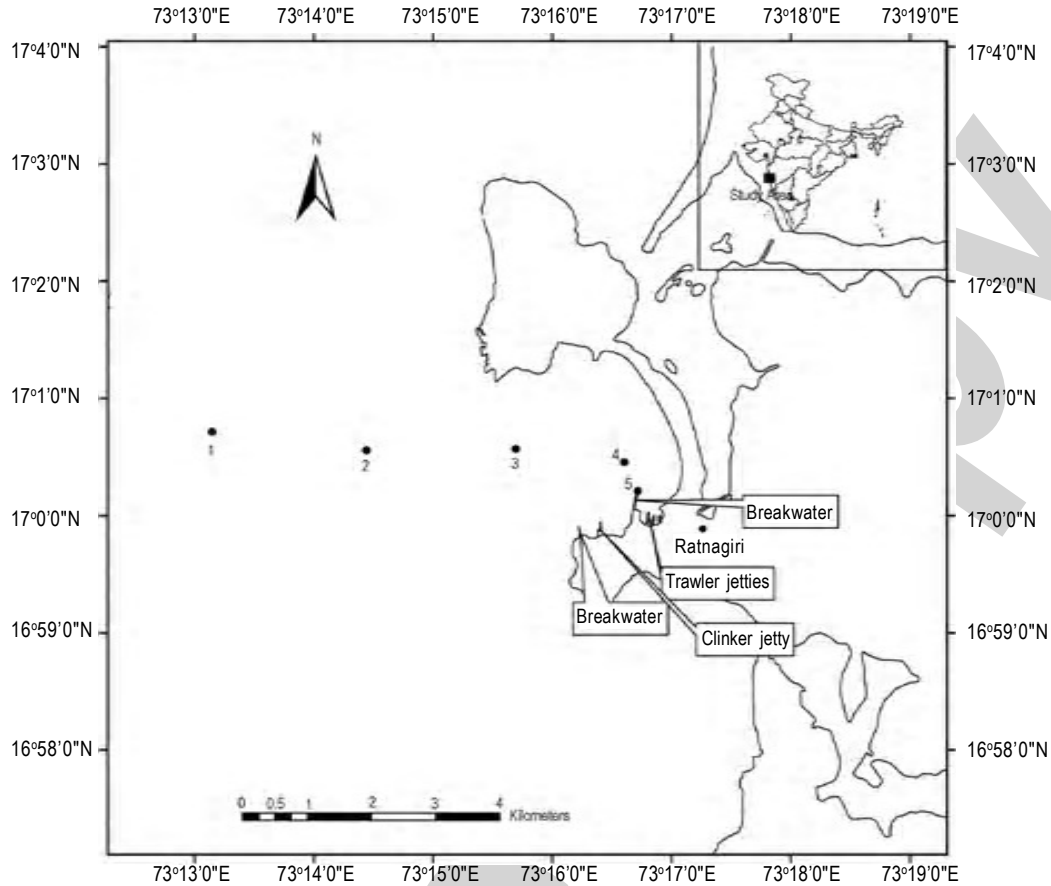 73°13'0"E 73°14'0"E 73°15'0"E 73°16'0"E 73°17'0"E 73°18'0"E 73°19'0"E
17°4'0"N 17°4'0"N
N
17°3'0"N 17°3'0"N
Study Area
17°2'0"N 17°2'0"N
17°1'0"N 17°1'0"N
1 2 3 4
5
Breakwater
17°0'0"N 17°0'0"N
Ratnagiri
Trawler jetties
Breakwater
Clinker jetty
16°59'0"N 16°59'0"N
16°58'0"N 16°58'0"N
0 0.5 1 2 3 4
Kilometers
73°13'0"E 73°14'0"E 73°15'0"E 73°16'0"E 73°17'0"E 73°18'0"E 73°19'0"E